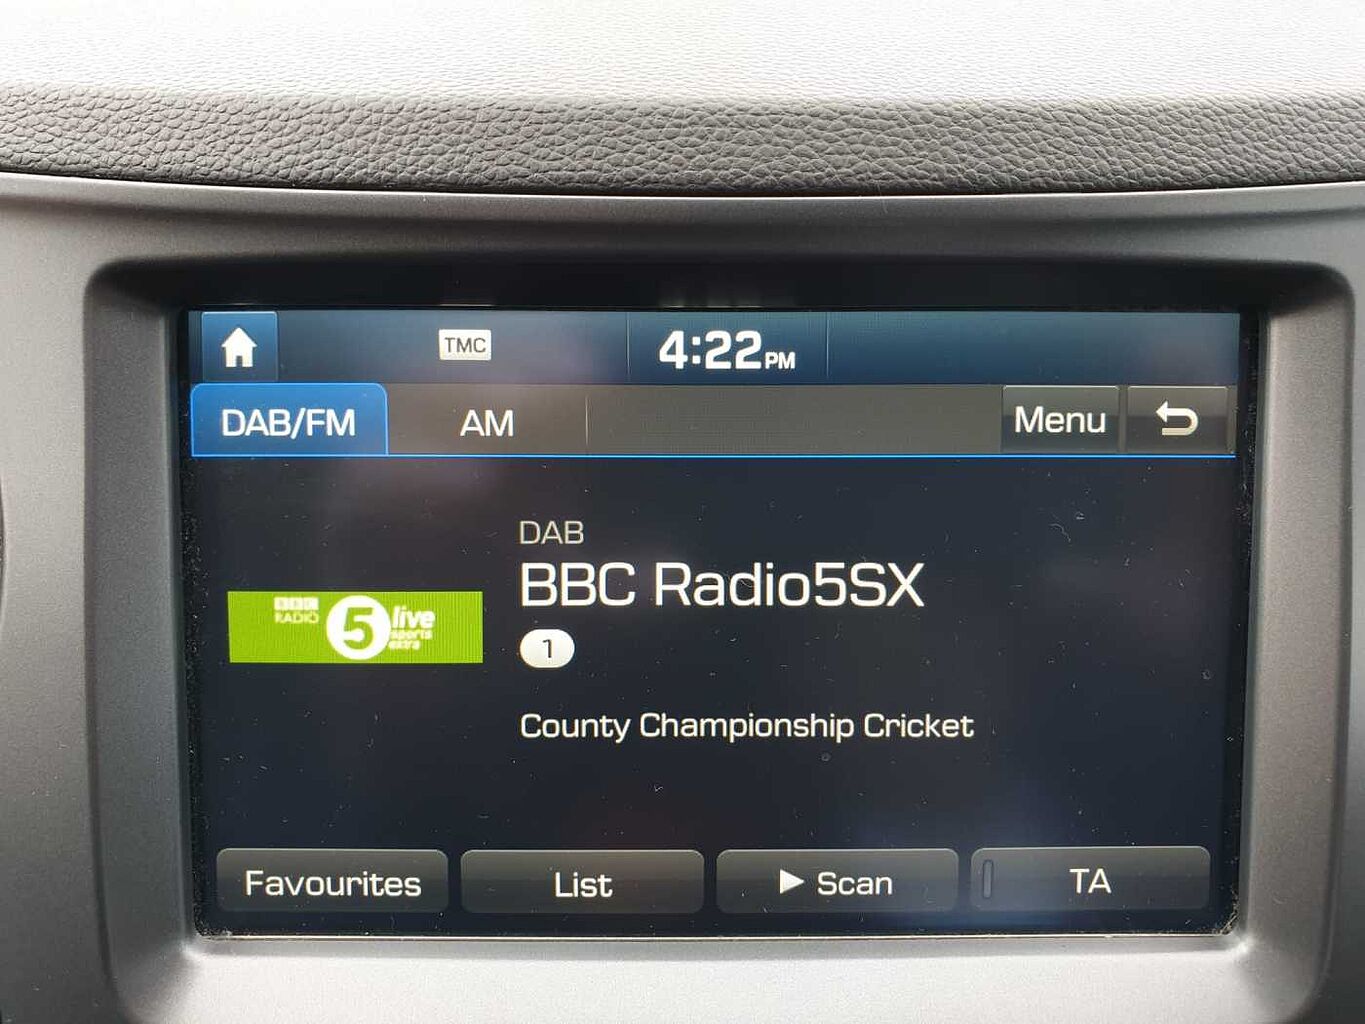 TMC
4:22PM
DAB/FM
AM
Menu
DAB
BBC Radio5SX
BBC
RADIO
5
live
sports
extra
1
County Championship Cricket
Favourites
List
Scan
TA